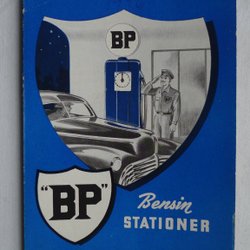 BP
"BP"
Bensin
STATIONER